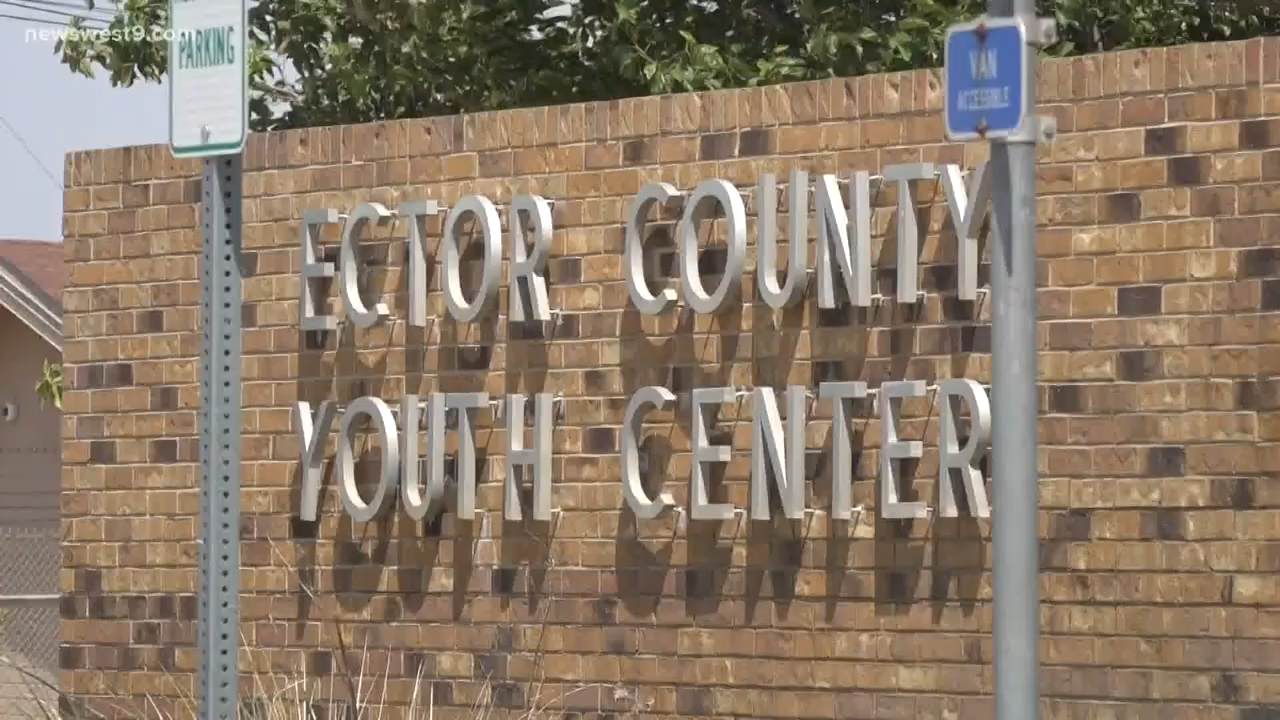 newswest9.com
PARKING
VAN
ACCESSIBLE
ECTOR COUNTY
YOUTH CENTER